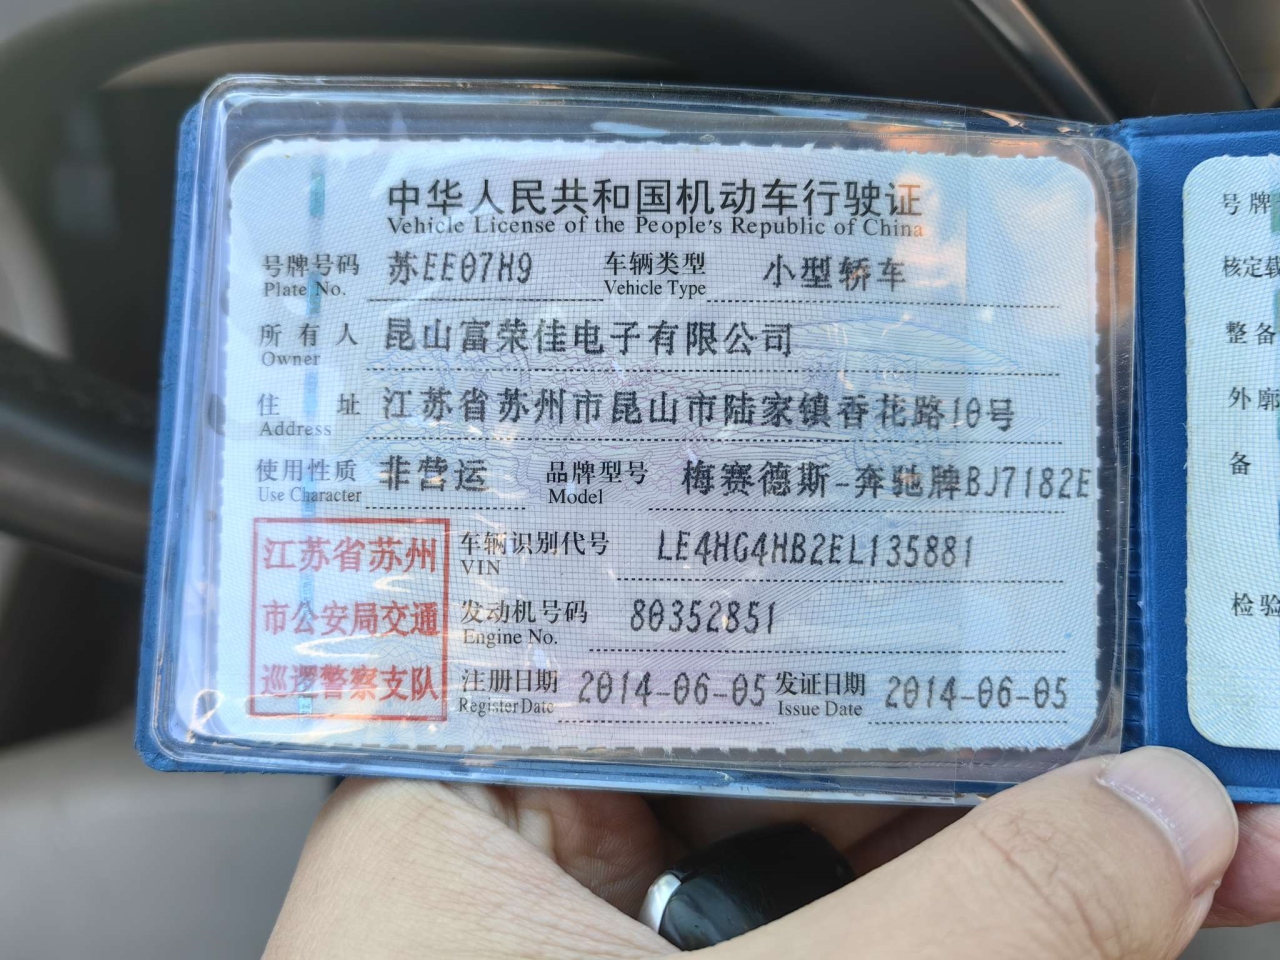 中华人民共和国机动车行驶证
Vehicle License of the People's Republic of China
号牌号码 苏EE07H9 车辆类型 小型轿车
Plate No. Vehicle Type
所有人 昆山富荣佳电子有限公司
Owner
住址 江苏省苏州市昆山市陆家镇香花路10号
Address
使用性质 非营运 品牌型号 梅赛德斯-奔驰牌BJ7182E
Use Character Model
江苏省苏州
市公安局交通
巡逻警察支队
车辆识别代号 LE4HG4HB2EL135881
VIN
发动机号码 80352851
Engine No.
注册日期 2014-06-05 发证日期 2014-06-05
Register Date Issue Date
号牌
核定载
整备
外廓
备
检验